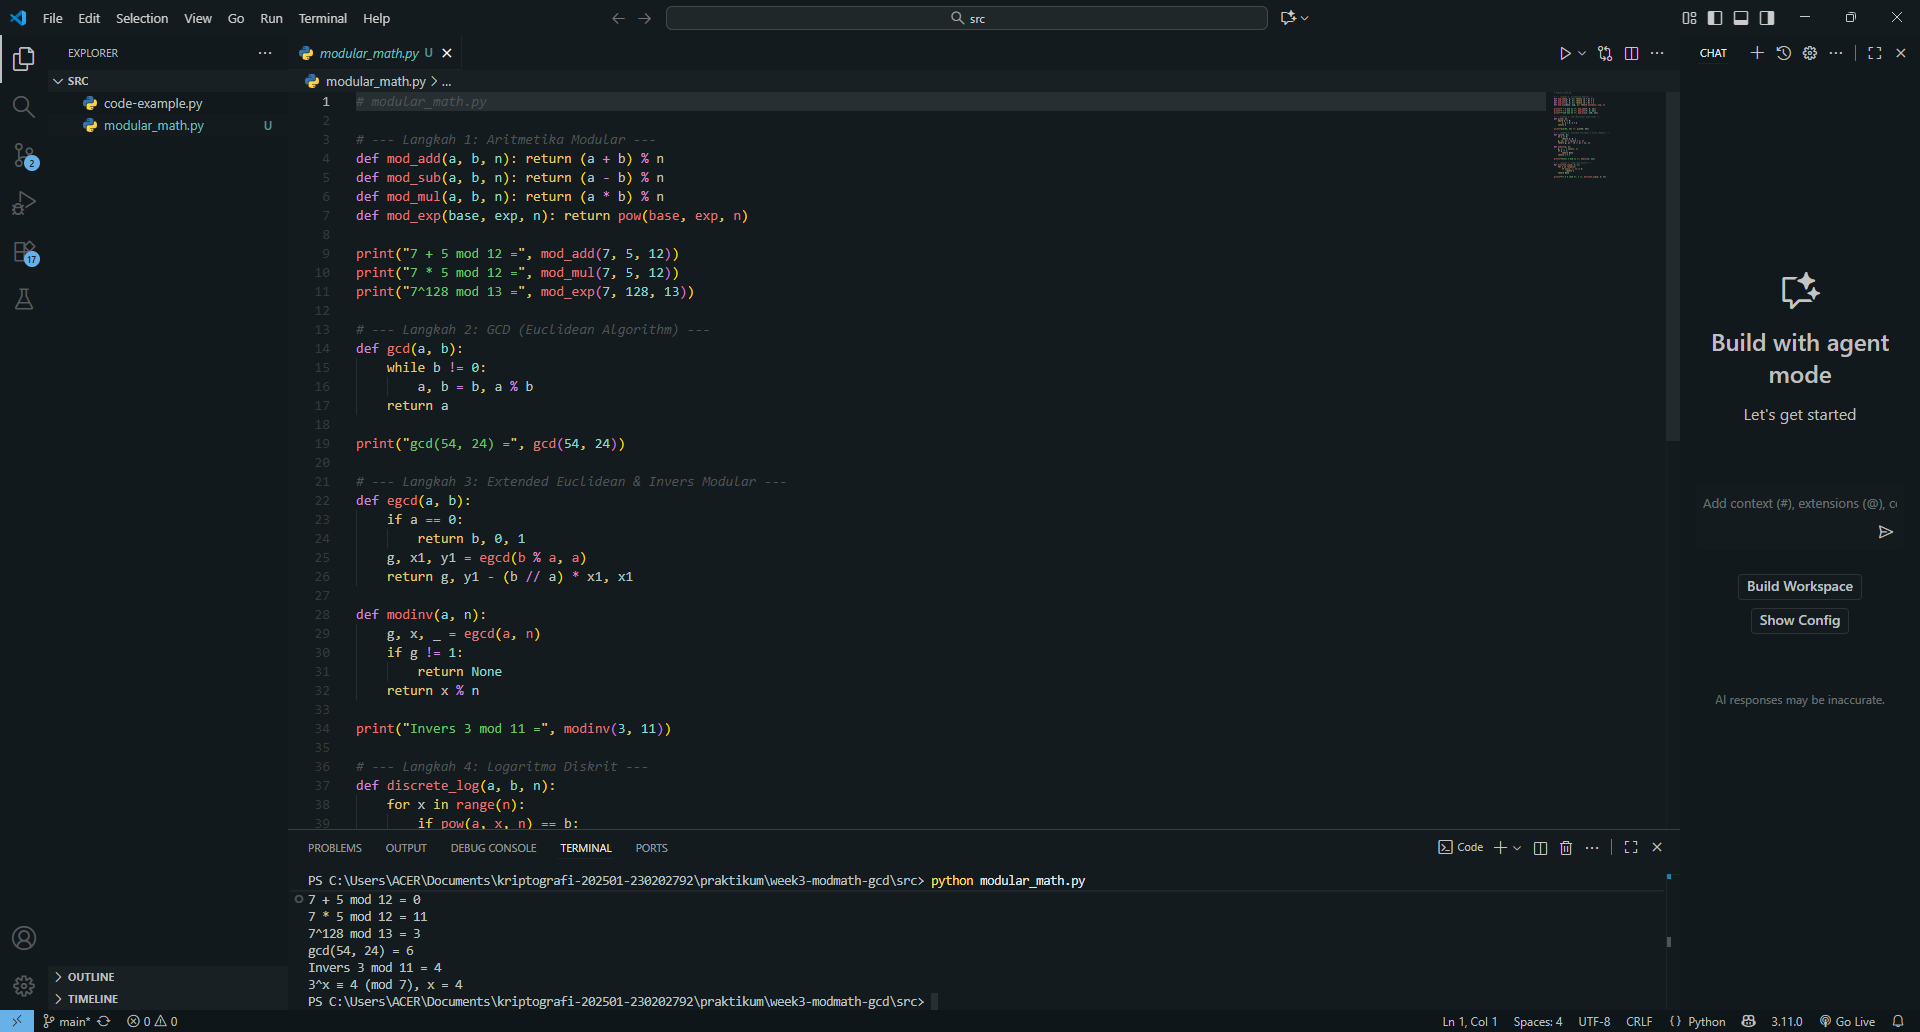 File Edit Selection View Go Run Terminal Help
src
EXPLORER
SRC
code-example.py
modular_math.py U
2
17
OUTLINE
TIMELINE
modular_math.py U
modular_math.py > ...
1 # modular_math.py
2
3 # --- Langkah 1: Aritmetika Modular ---
4 def mod_add(a, b, n): return (a + b) % n
5 def mod_sub(a, b, n): return (a - b) % n
6 def mod_mul(a, b, n): return (a * b) % n
7 def mod_exp(base, exp, n): return pow(base, exp, n)
8
9 print("7 + 5 mod 12 =", mod_add(7, 5, 12))
10 print("7 * 5 mod 12 =", mod_mul(7, 5, 12))
11 print("7^128 mod 13 =", mod_exp(7, 128, 13))
12
13 # --- Langkah 2: GCD (Euclidean Algorithm) ---
14 def gcd(a, b):
15 while b != 0:
16 a, b = b, a % b
17 return a
18
19 print("gcd(54, 24) =", gcd(54, 24))
20
21 # --- Langkah 3: Extended Euclidean & Invers Modular ---
22 def egcd(a, b):
23 if a == 0:
24 return b, 0, 1
25 g, x1, y1 = egcd(b % a, a)
26 return g, y1 - (b // a) * x1, x1
27
28 def modinv(a, n):
29 g, x, _ = egcd(a, n)
30 if g != 1:
31 return None
32 return x % n
33
34 print("Invers 3 mod 11 =", modinv(3, 11))
35
36 # --- Langkah 4: Logaritma Diskrit ---
37 def discrete_log(a, b, n):
38 for x in range(n):
39 if pow(a, x, n) == b:
PROBLEMS OUTPUT DEBUG CONSOLE TERMINAL PORTS
Code
PS C:\Users\ACER\Documents\kriptografi-202501-230202792\praktikum\week3-modmath-gcd\src> python modular_math.py
7 + 5 mod 12 = 0
7 * 5 mod 12 = 11
7^128 mod 13 = 3
gcd(54, 24) = 6
Invers 3 mod 11 = 4
3^x ≡ 4 (mod 7), x = 4
PS C:\Users\ACER\Documents\kriptografi-202501-230202792\praktikum\week3-modmath-gcd\src>
CHAT
Build with agent
mode
Let's get started
Add context (#), extensions (@), co
Build Workspace
Show Config
AI responses may be inaccurate.
main* 0 0
Ln 1, Col 1 Spaces: 4 UTF-8 CRLF { } Python 3.11.0 Go Live